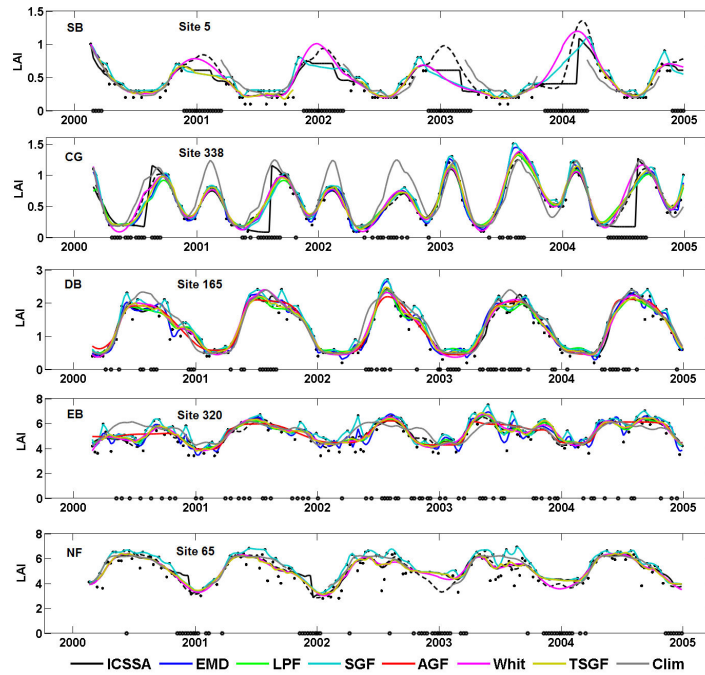 SB Site 5
LAI
1.5
1
0.5
0
2000 2001 2002 2003 2004 2005
CG Site 338
LAI
1.5
1
0.5
0
2000 2001 2002 2003 2004 2005
DB Site 165
LAI
3
2
1
0
2000 2001 2002 2003 2004 2005
EB Site 320
LAI
8
6
4
2
0
2000 2001 2002 2003 2004 2005
NF Site 65
LAI
8
6
4
2
0
2000 2001 2002 2003 2004 2005
ICSSA EMD LPF SGF AGF Whit TSGF Clim